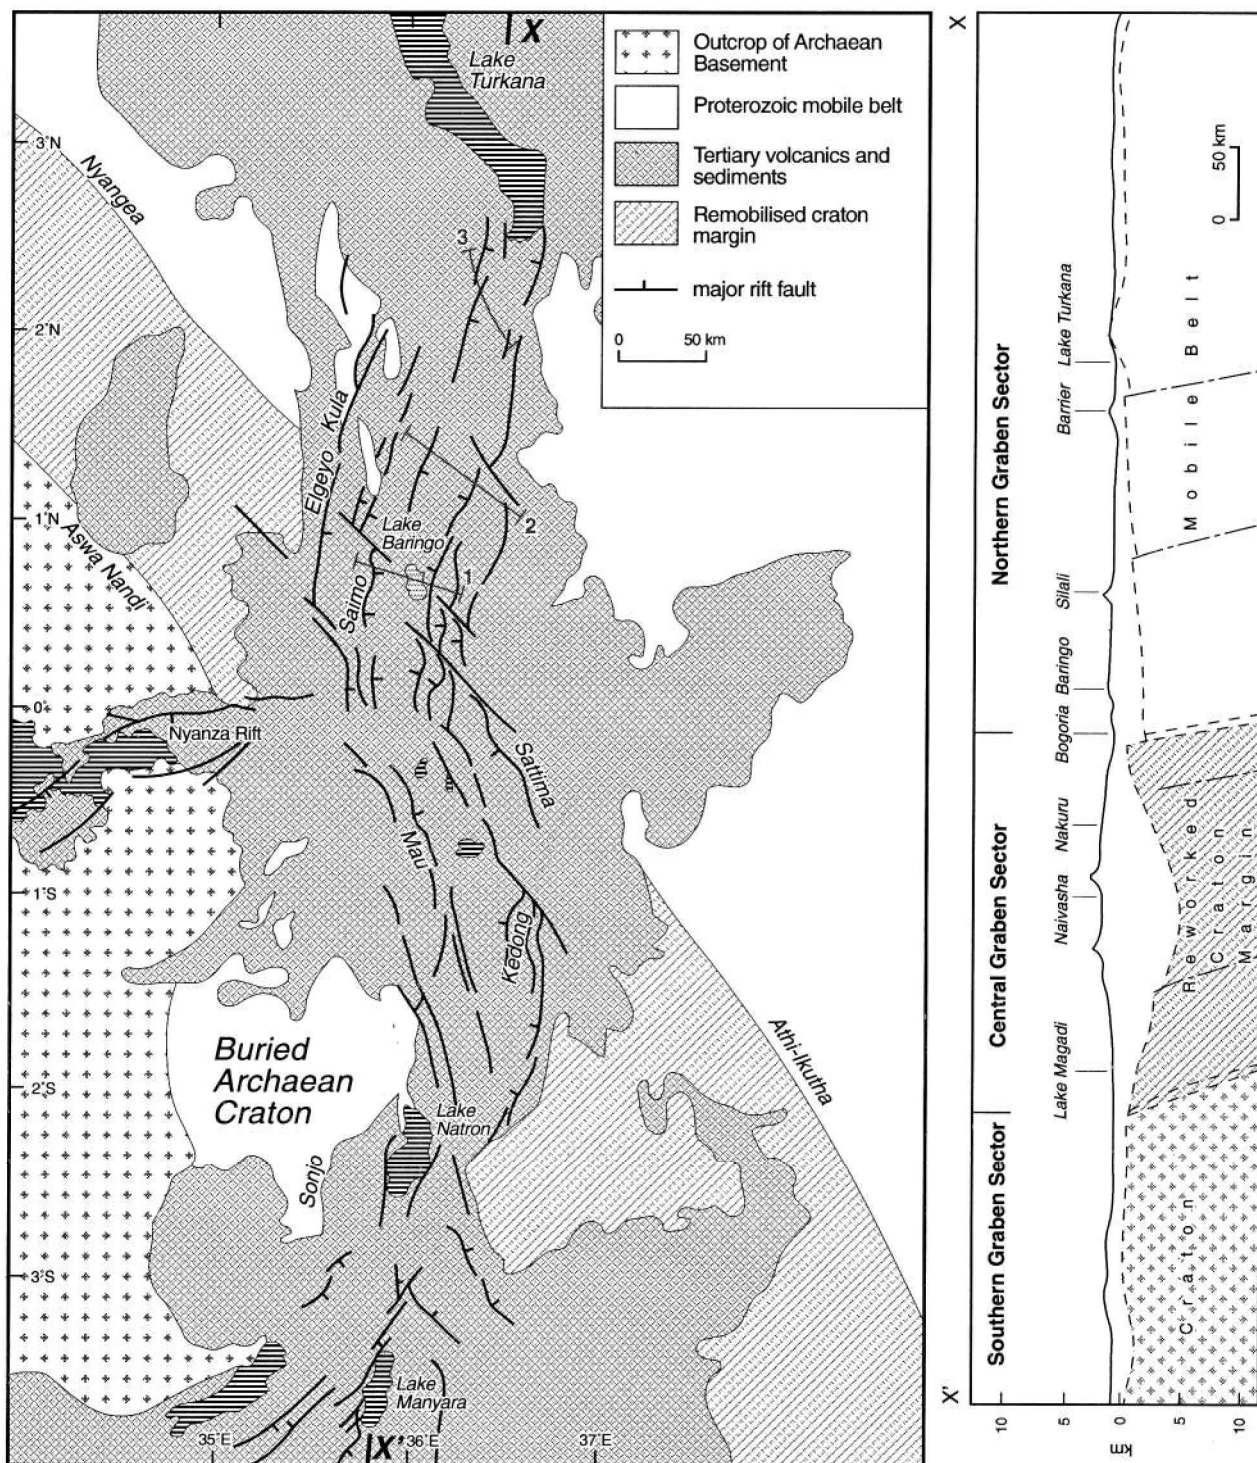 X
Lake
Turkana
Outcrop of Archaean
Basement
Proterozoic mobile belt
Tertiary volcanics and
sediments
Remobilised craton
margin
major rift fault
0 50 km
3°N
Nyangea
3
2°N
Elgeyo
Kula
1°N
Lake
Baringo
2
Aswa Nandi
Saimo
1
0°
Nyanza Rift
Sattima
Mau
1°S
Kedong
Buried
Archaean
Craton
Athi-Ikutha
2°S
Lake
Natron
Sonjo
3°S
Lake
Manyara
35°E
X'
36°E
37°E
X
X'
Northern Graben Sector
Central Graben Sector
Southern Graben Sector
Lake Turkana
Barrier
Silali
Baringo
Bogoria
Nakuru
Naivasha
Lake Magadi
0 50 km
Mobile Belt
Reworked
Craton
Margin
Craton
10
5
0
5
10
km